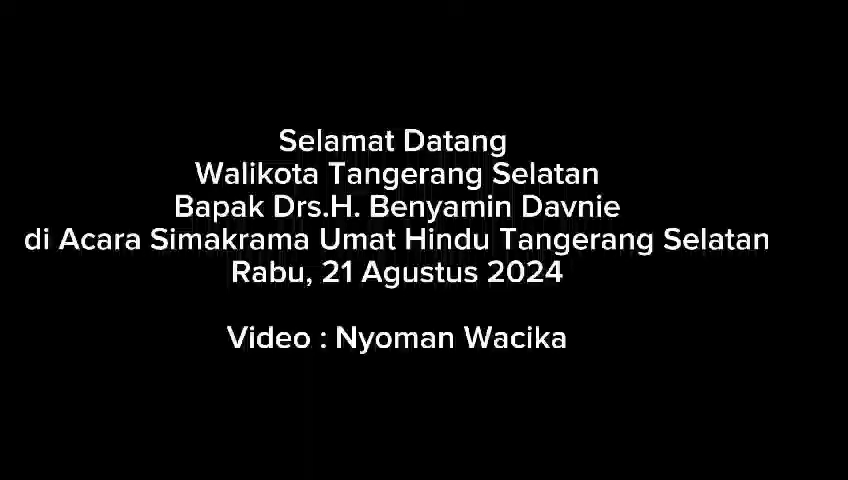 Selamat Datang
Walikota Tangerang Selatan
Bapak Drs.H. Benyamin Davnie
di Acara Simakrama Umat Hindu Tangerang Selatan
Rabu, 21 Agustus 2024
Video : Nyoman Wacika